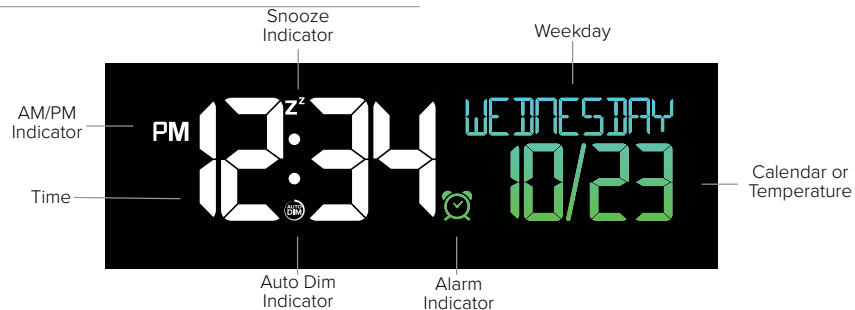 Snooze
Indicator
Weekday
AM/PM
Indicator
Time
PM
12:34
Zz
AUTO
DIM
WEDNESDAY
10/23
Calendar or
Temperature
Auto Dim
Indicator
Alarm
Indicator